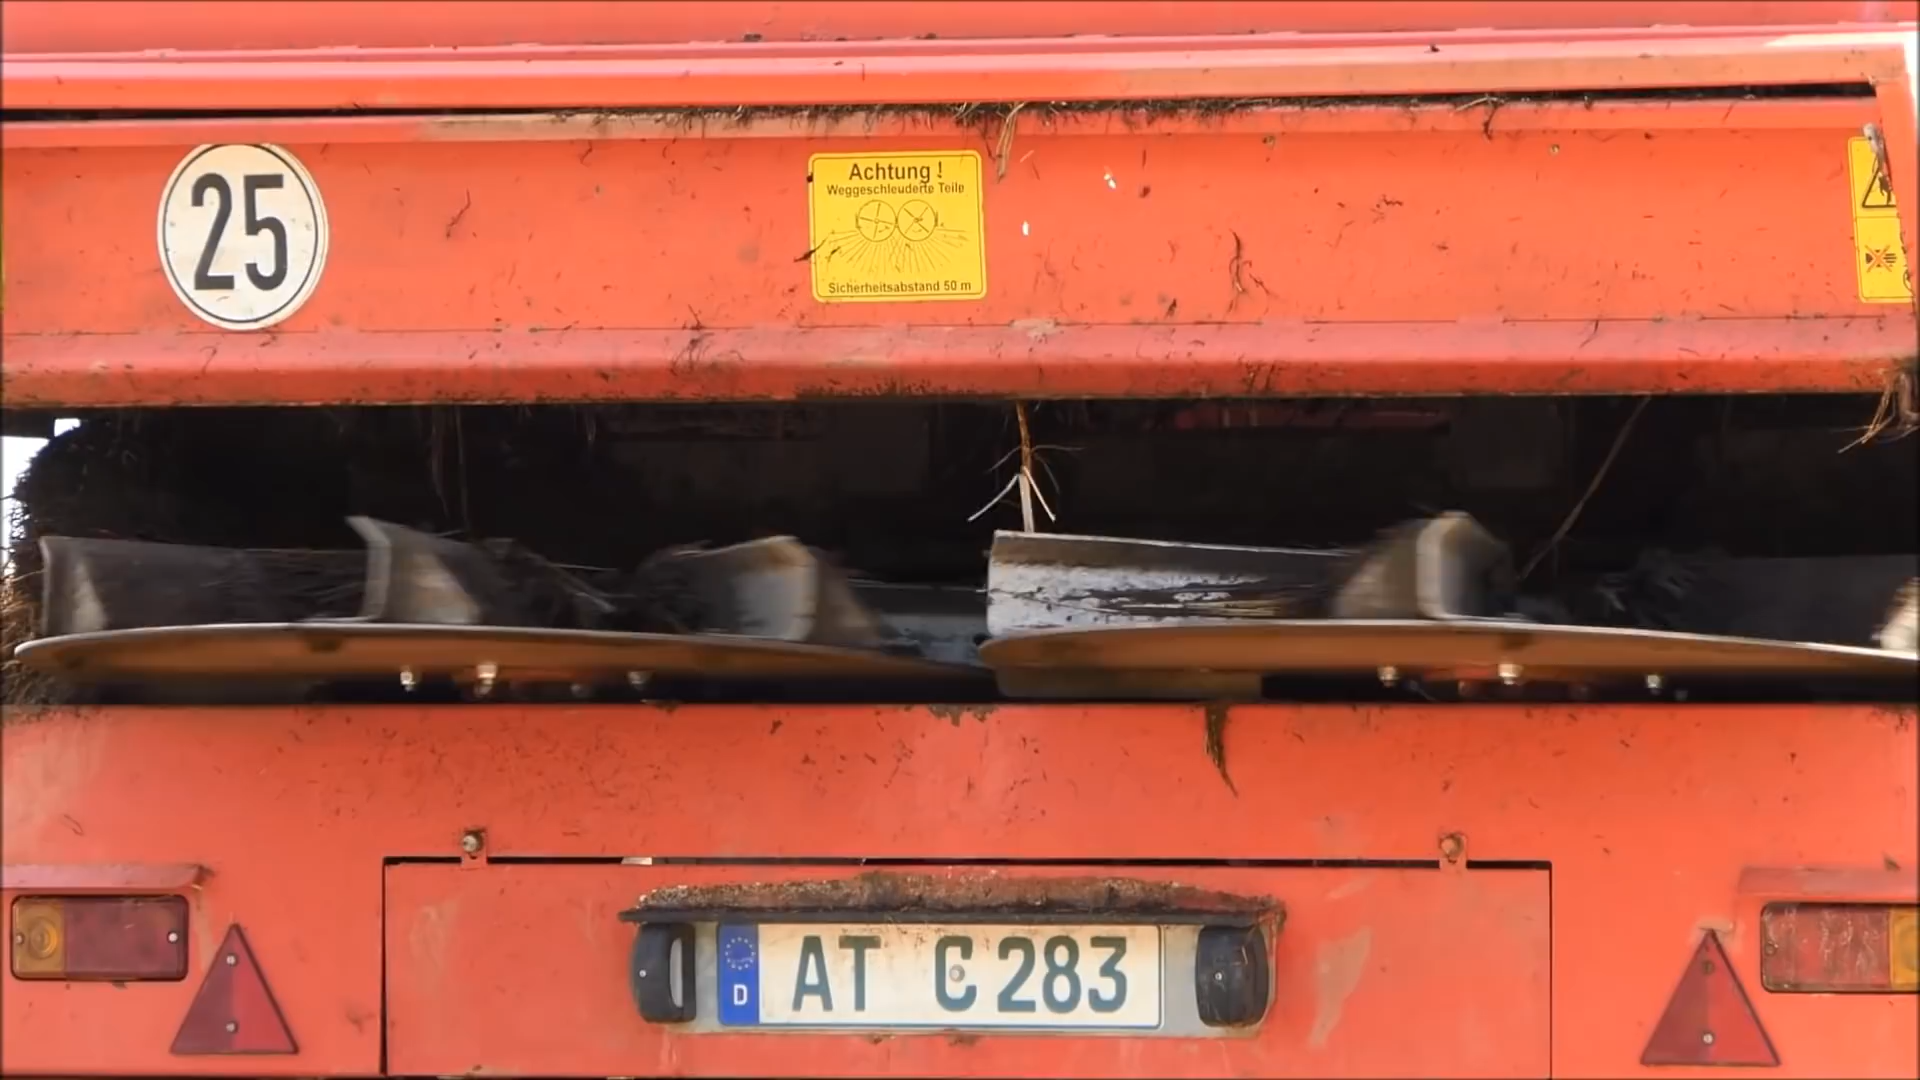 25
Achtung !
Weggeschleuderte Teile
Sicherheitsabstand 50 m
D
AT C 283